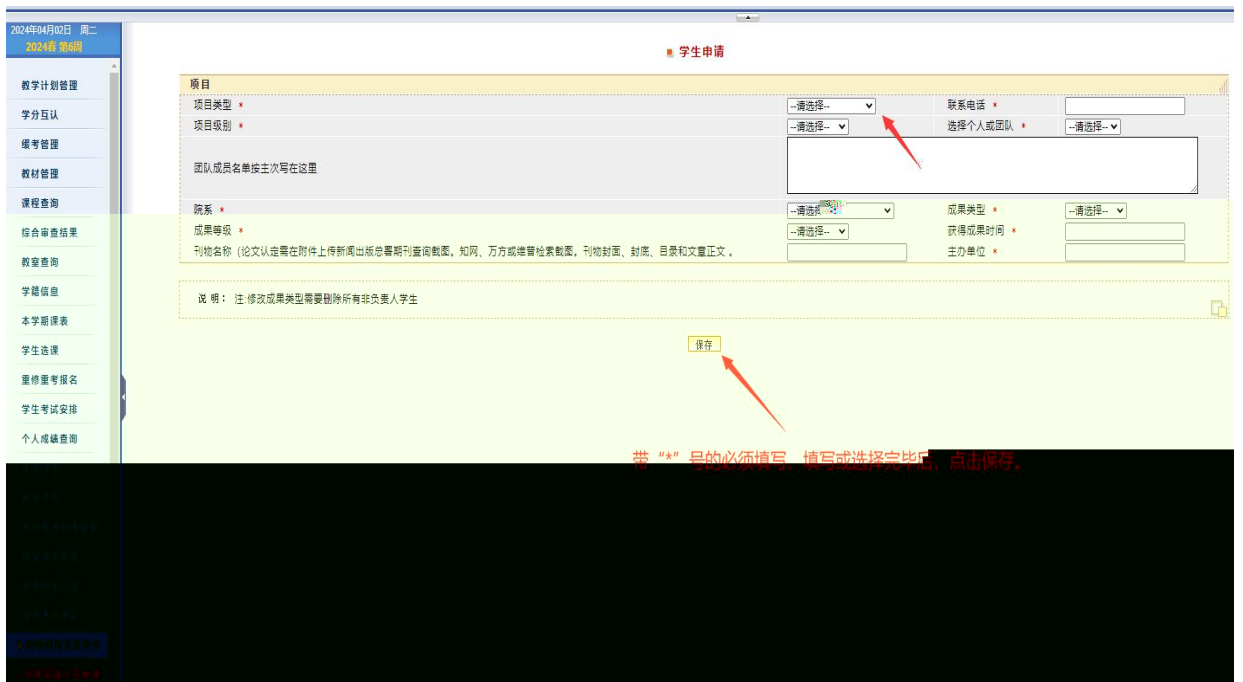 2024年04月02日 周二
2024春 第6周
教学计划管理
学分互认
缓考管理
教材管理
课程查询
综合审查结果
教室查询
学籍信息
本学期课表
学生选课
重修重考报名
学生考试安排
个人成绩查询
学生申请
项目
项目类型 * --请选择-- 联系电话 *
项目级别 * --请选择-- 选择个人或团队 * --请选择--
团队成员名单按主次写在这里
院系 * --请选择 成果类型 * --请选择--
成果等级 * --请选择-- 获得成果时间 *
刊物名称（论文认定需在附件上传新闻出版总署期刊查询截图。知网、万方或维普检索截图。刊物封面、封底、目录和文章正文 。 主办单位 *
说 明： 注:修改成果类型需要删除所有非负责人学生
保存
带“*”号的必须填写，填写或选择完毕后，点击保存。